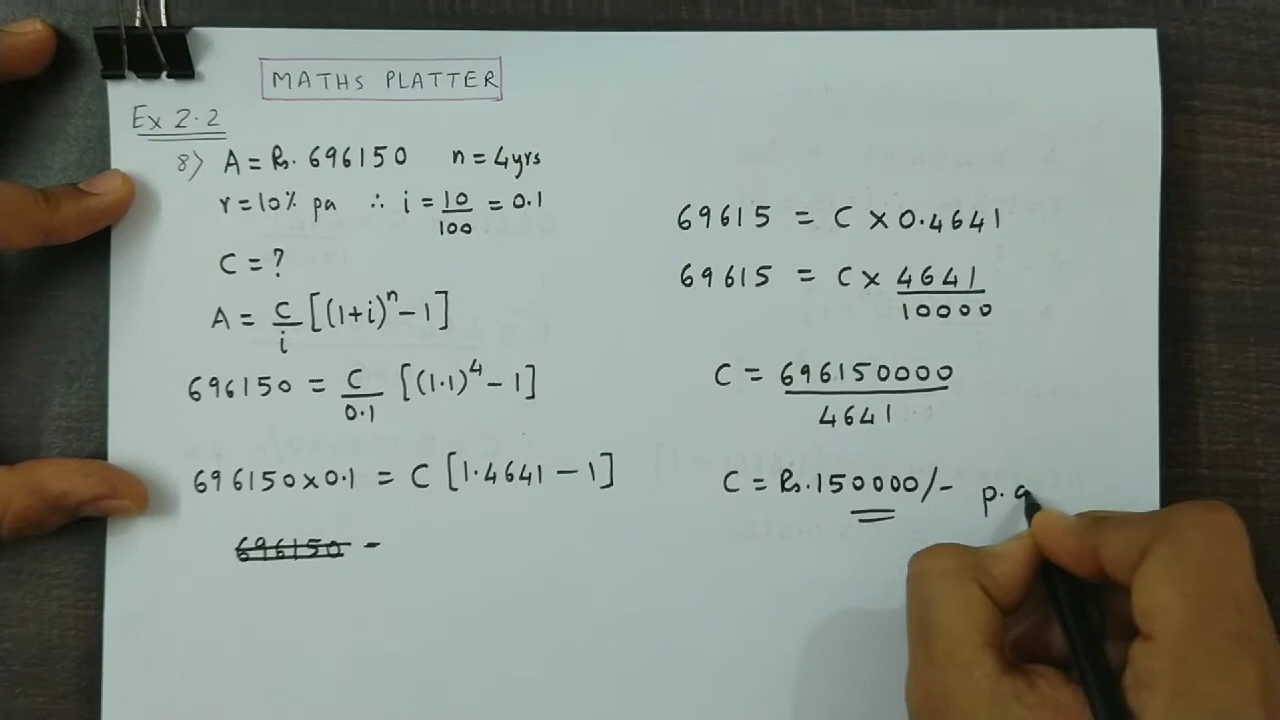 MATHS PLATTER
Ex 2.2
8) A = Rs. 696150 n = 4yrs
r = 10% pa ∴ i = 10/100 = 0.1
C = ?
A = C/i [(1+i)^n - 1]
696150 = C/0.1 [(1.1)^4 - 1]
696150 x 0.1 = C [1.4641 - 1]
696150 -
69615 = C x 0.4641
69615 = C x 4641/10000
C = 696150000/4641
C = Rs. 150000/- p.a